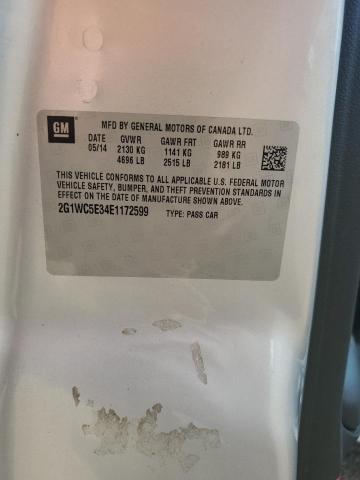 GM
MFD BY GENERAL MOTORS OF CANADA LTD.
DATE GVWR GAWR FRT GAWR RR
05/14 2130 KG 1141 KG 989 KG
4696 LB 2515 LB 2181 LB
THIS VEHICLE CONFORMS TO ALL APPLICABLE U.S. FEDERAL MOTOR
VEHICLE SAFETY, BUMPER, AND THEFT PREVENTION STANDARDS IN
EFFECT ON THE DATE OF MANUFACTURE SHOWN ABOVE.
2G1WC5E34E1172599 TYPE: PASS CAR